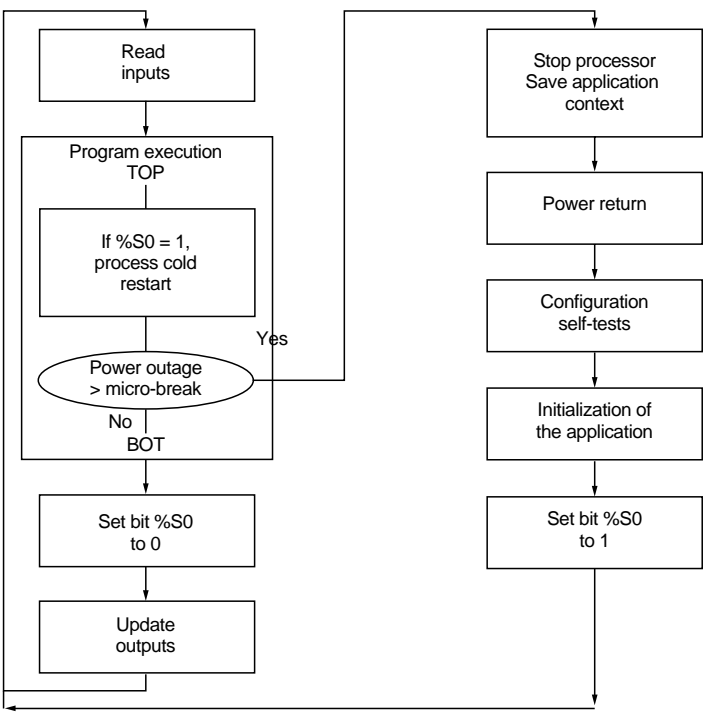 Read
inputs
Program execution
TOP
If %S0 = 1,
process cold
restart
Yes
Power outage
> micro-break
No
BOT
Set bit %S0
to 0
Update
outputs
Stop processor
Save application
context
Power return
Configuration
self-tests
Initialization of
the application
Set bit %S0
to 1